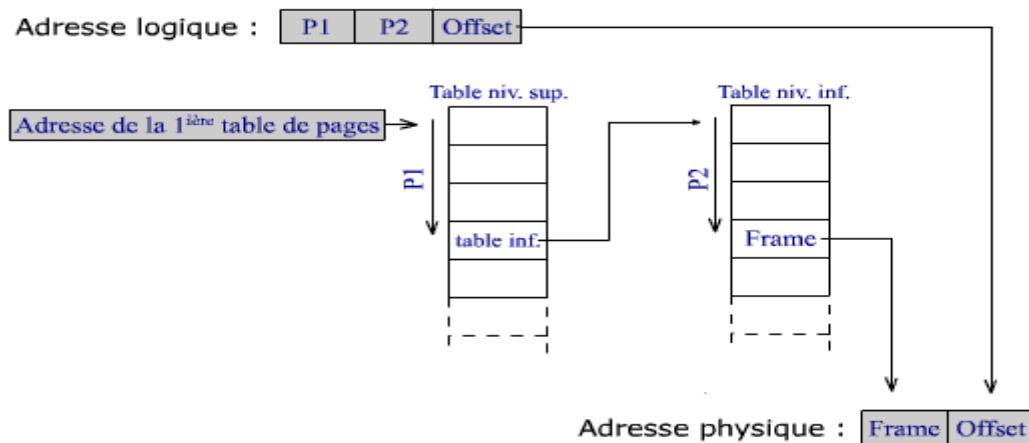 Adresse logique : P1 P2 Offset
Table niv. sup. Table niv. inf.
Adresse de la 1ière table de pages
P1 P2
table inf. Frame
Adresse physique : Frame Offset